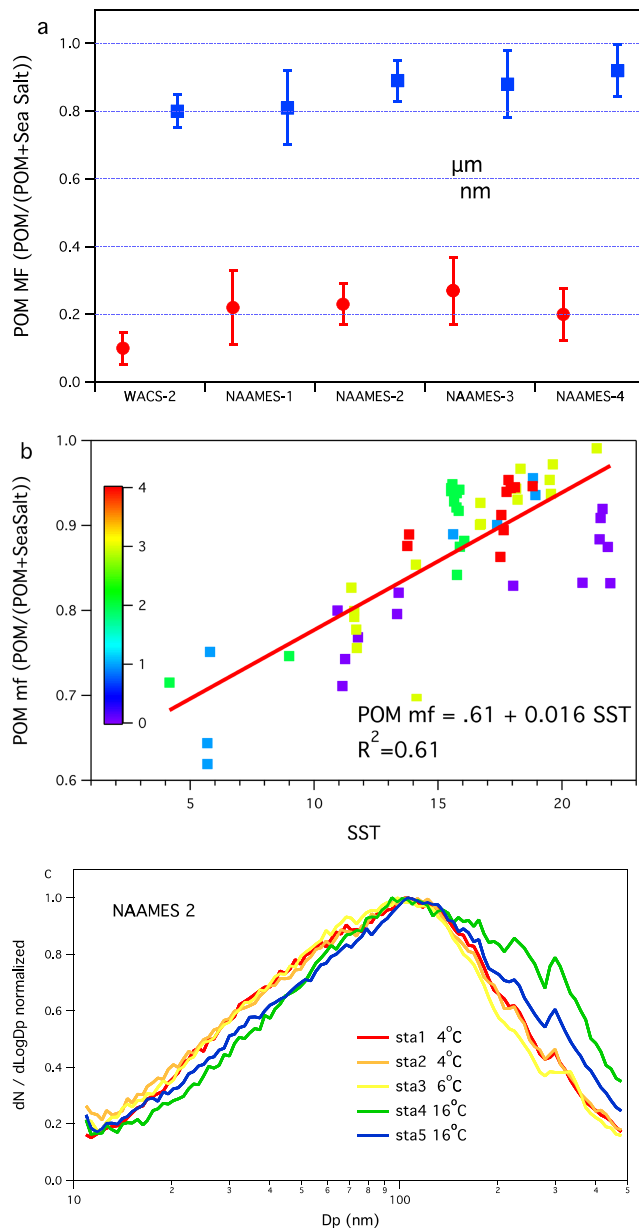 a
1.0
0.8
0.6
0.4
0.2
0.0
POM MF (POM/(POM+Sea Salt))
µm
nm
WACS-2 NAAMES-1 NAAMES-2 NAAMES-3 NAAMES-4
b
1.0
0.9
0.8
0.7
0.6
POM mf (POM/(POM+SeaSalt))
4
3
2
1
0
POM mf = .61 + 0.016 SST
R²=0.61
5 10 15 20
SST
c
1.0
0.8
0.6
0.4
0.2
0.0
dN / dLogDp normalized
NAAMES 2
sta1 4°C
sta2 4°C
sta3 6°C
sta4 16°C
sta5 16°C
10 2 3 4 5 6 7 8 9 100 2 3 4 5
Dp (nm)